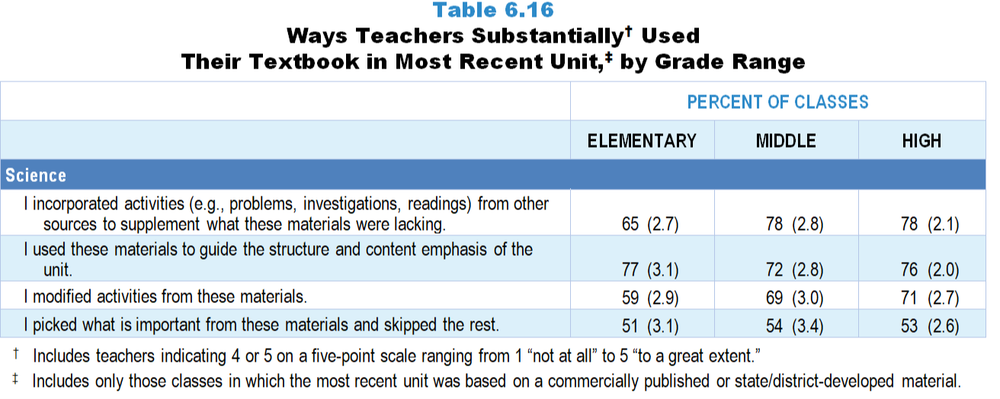 Table 6.16
Ways Teachers Substantially† Used
Their Textbook in Most Recent Unit,‡ by Grade Range
PERCENT OF CLASSES
ELEMENTARY MIDDLE HIGH
Science
I incorporated activities (e.g., problems, investigations, readings) from other
sources to supplement what these materials were lacking. 65 (2.7) 78 (2.8) 78 (2.1)
I used these materials to guide the structure and content emphasis of the
unit. 77 (3.1) 72 (2.8) 76 (2.0)
I modified activities from these materials. 59 (2.9) 69 (3.0) 71 (2.7)
I picked what is important from these materials and skipped the rest. 51 (3.1) 54 (3.4) 53 (2.6)
† Includes teachers indicating 4 or 5 on a five-point scale ranging from 1 “not at all” to 5 “to a great extent.”
‡ Includes only those classes in which the most recent unit was based on a commercially published or state/district-developed material.